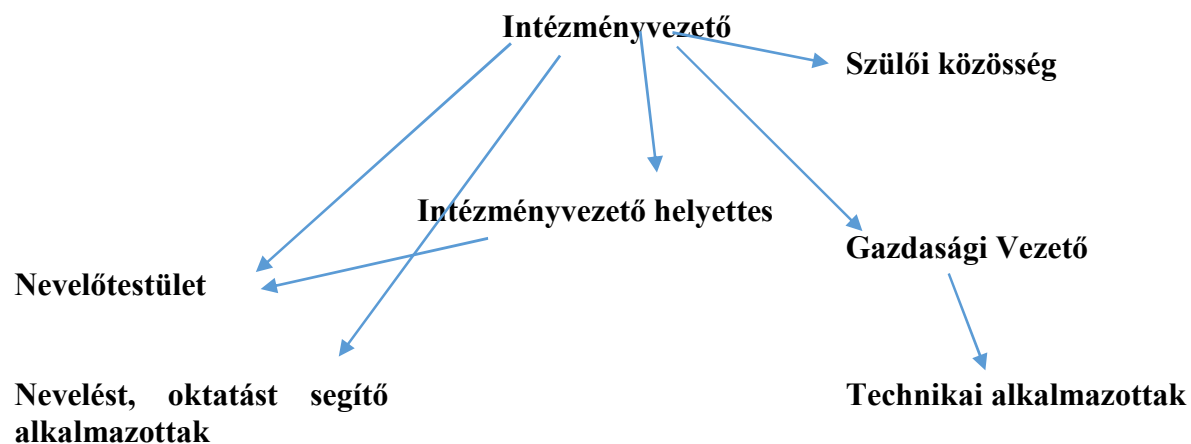 Intézményvezető
Szülői közösség
Intézményvezető helyettes
Gazdasági Vezető
Nevelőtestület
Nevelést, oktatást segítő
alkalmazottak
Technikai alkalmazottak